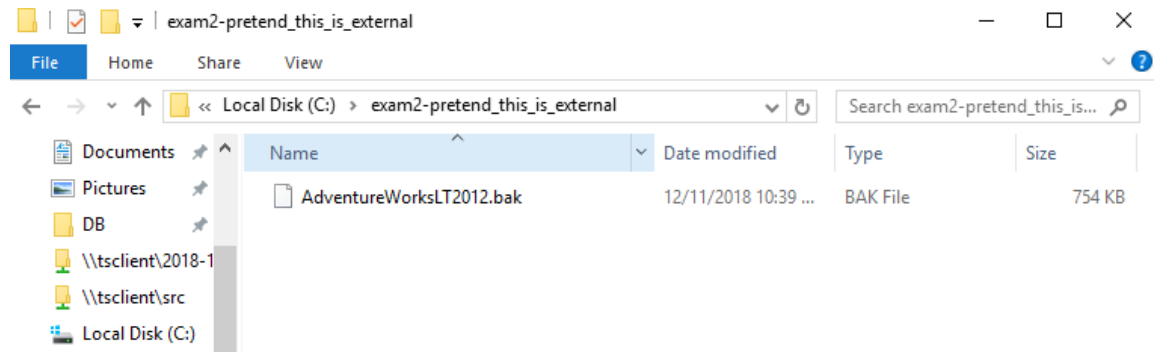 exam2-pretend_this_is_external
File Home Share View
« Local Disk (C:) › exam2-pretend_this_is_external Search exam2-pretend_this_is...
Documents Name Date modified Type Size
Pictures AdventureWorksLT2012.bak 12/11/2018 10:39 ... BAK File 754 KB
DB
\\tsclient\2018-1
\\tsclient\src
Local Disk (C:)